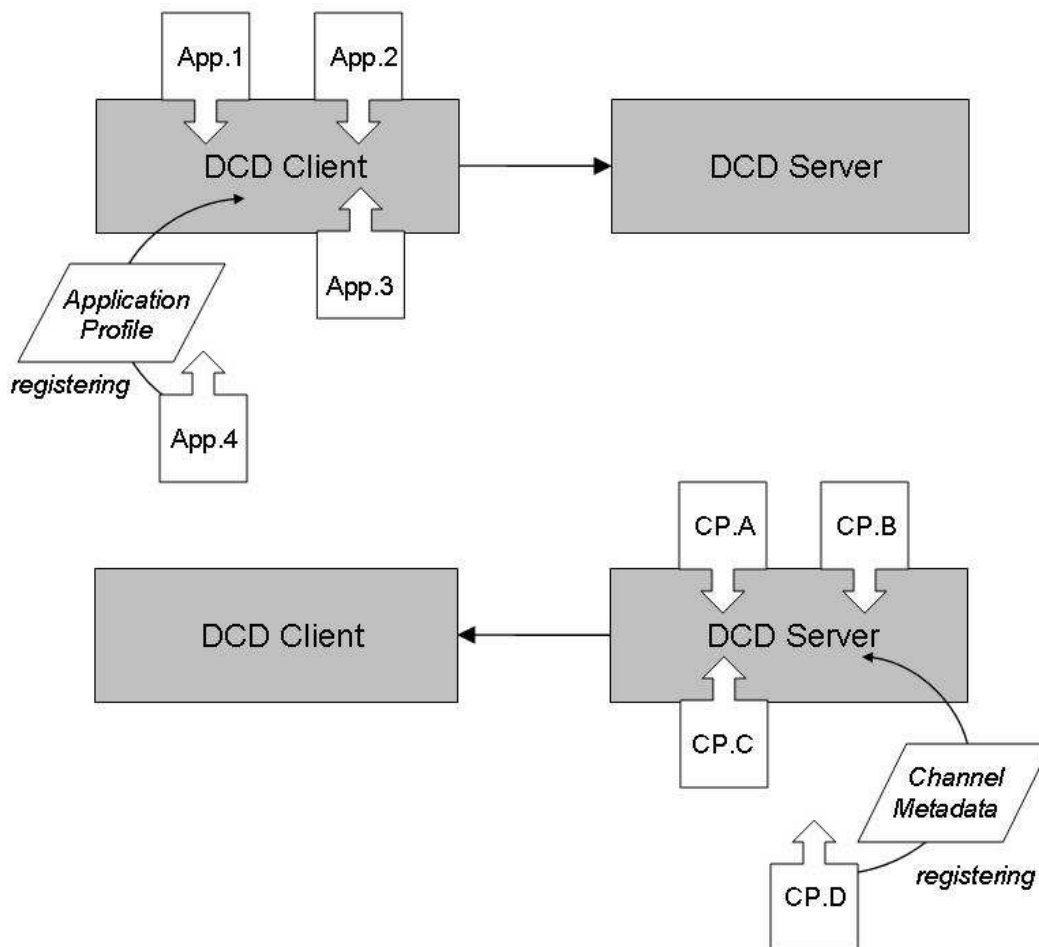 App.1
App.2
DCD Client
DCD Server
App.3
Application
Profile
registering
App.4
CP.A
CP.B
DCD Client
DCD Server
CP.C
Channel
Metadata
registering
CP.D